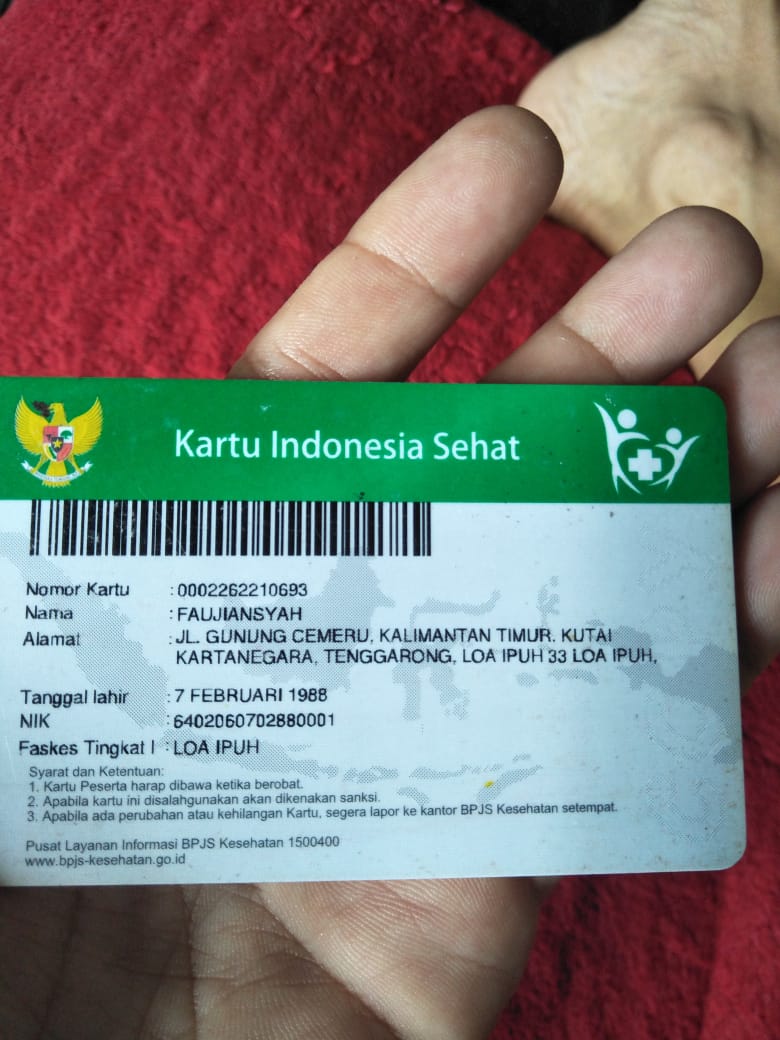 Kartu Indonesia Sehat
Nomor Kartu : 0002262210693
Nama : FAUJIANSYAH
Alamat : JL. GUNUNG CEMERU, KALIMANTAN TIMUR. KUTAI
KARTANEGARA, TENGGARONG, LOA IPUH 33 LOA IPUH,
Tanggal lahir : 7 FEBRUARI 1988
NIK : 6402060702880001
Faskes Tingkat I : LOA IPUH
Syarat dan Ketentuan:
1. Kartu Peserta harap dibawa ketika berobat.
2. Apabila kartu ini disalahgunakan akan dikenakan sanksi.
3. Apabila ada perubahan atau kehilangan Kartu, segera lapor ke kantor BPJS Kesehatan setempat.
Pusat Layanan Informasi BPJS Kesehatan 1500400
www.bpjs-kesehatan.go.id